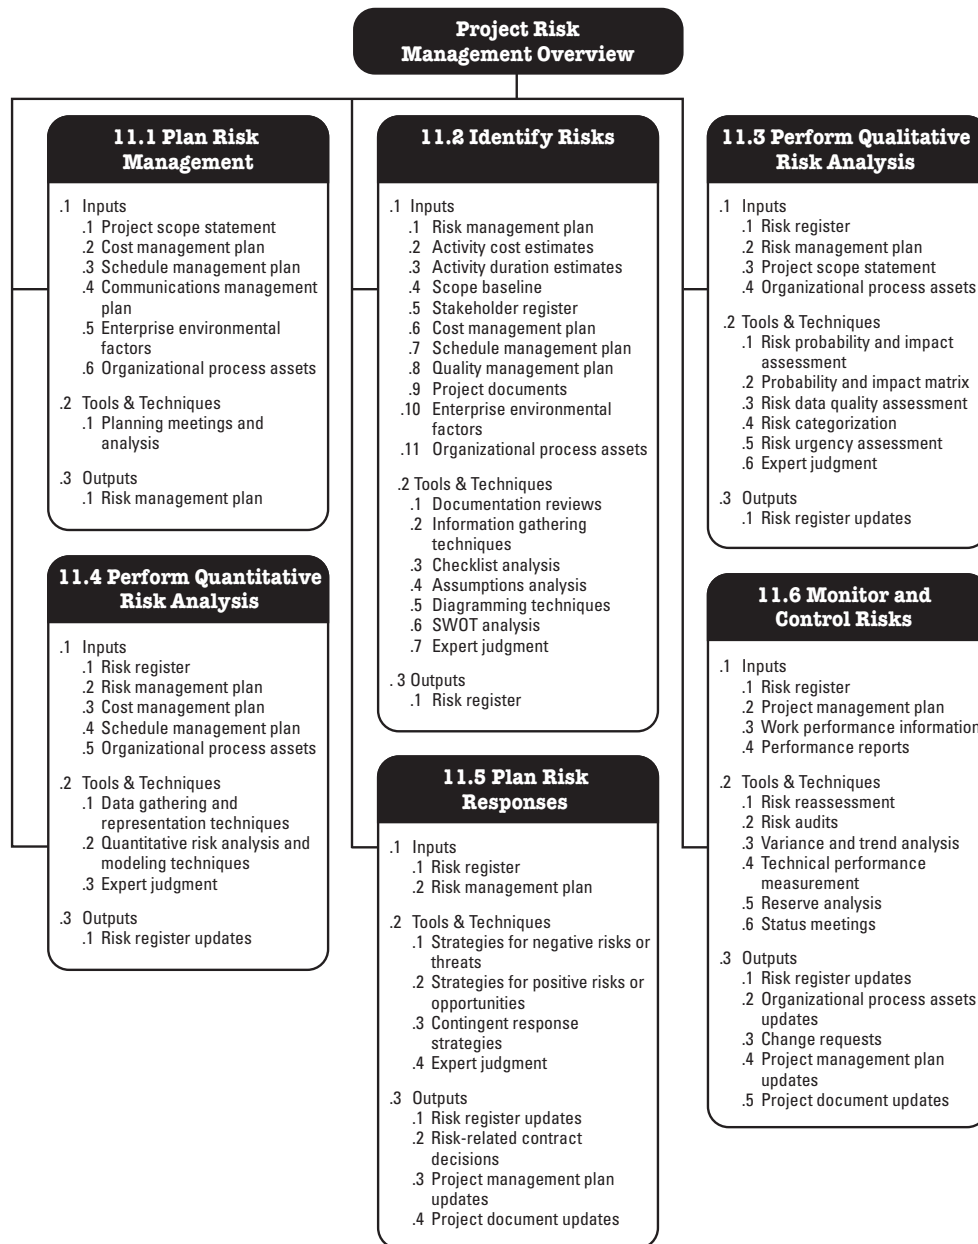 Project Risk
Management Overview
11.1 Plan Risk
Management
.1 Inputs
.1 Project scope statement
.2 Cost management plan
.3 Schedule management plan
.4 Communications management
plan
.5 Enterprise environmental
factors
.6 Organizational process assets
.2 Tools & Techniques
.1 Planning meetings and
analysis
.3 Outputs
.1 Risk management plan
11.2 Identify Risks
.1 Inputs
.1 Risk management plan
.2 Activity cost estimates
.3 Activity duration estimates
.4 Scope baseline
.5 Stakeholder register
.6 Cost management plan
.7 Schedule management plan
.8 Quality management plan
.9 Project documents
.10 Enterprise environmental
factors
.11 Organizational process assets
.2 Tools & Techniques
.1 Documentation reviews
.2 Information gathering
techniques
.3 Checklist analysis
.4 Assumptions analysis
.5 Diagramming techniques
.6 SWOT analysis
.7 Expert judgment
. 3 Outputs
.1 Risk register
11.3 Perform Qualitative
Risk Analysis
.1 Inputs
.1 Risk register
.2 Risk management plan
.3 Project scope statement
.4 Organizational process assets
.2 Tools & Techniques
.1 Risk probability and impact
assessment
.2 Probability and impact matrix
.3 Risk data quality assessment
.4 Risk categorization
.5 Risk urgency assessment
.6 Expert judgment
.3 Outputs
.1 Risk register updates
11.4 Perform Quantitative
Risk Analysis
.1 Inputs
.1 Risk register
.2 Risk management plan
.3 Cost management plan
.4 Schedule management plan
.5 Organizational process assets
.2 Tools & Techniques
.1 Data gathering and
representation techniques
.2 Quantitative risk analysis and
modeling techniques
.3 Expert judgment
.3 Outputs
.1 Risk register updates
11.5 Plan Risk
Responses
.1 Inputs
.1 Risk register
.2 Risk management plan
.2 Tools & Techniques
.1 Strategies for negative risks or
threats
.2 Strategies for positive risks or
opportunities
.3 Contingent response
strategies
.4 Expert judgment
.3 Outputs
.1 Risk register updates
.2 Risk-related contract
decisions
.3 Project management plan
updates
.4 Project document updates
11.6 Monitor and
Control Risks
.1 Inputs
.1 Risk register
.2 Project management plan
.3 Work performance information
.4 Performance reports
.2 Tools & Techniques
.1 Risk reassessment
.2 Risk audits
.3 Variance and trend analysis
.4 Technical performance
measurement
.5 Reserve analysis
.6 Status meetings
.3 Outputs
.1 Risk register updates
.2 Organizational process assets
updates
.3 Change requests
.4 Project management plan
updates
.5 Project document updates